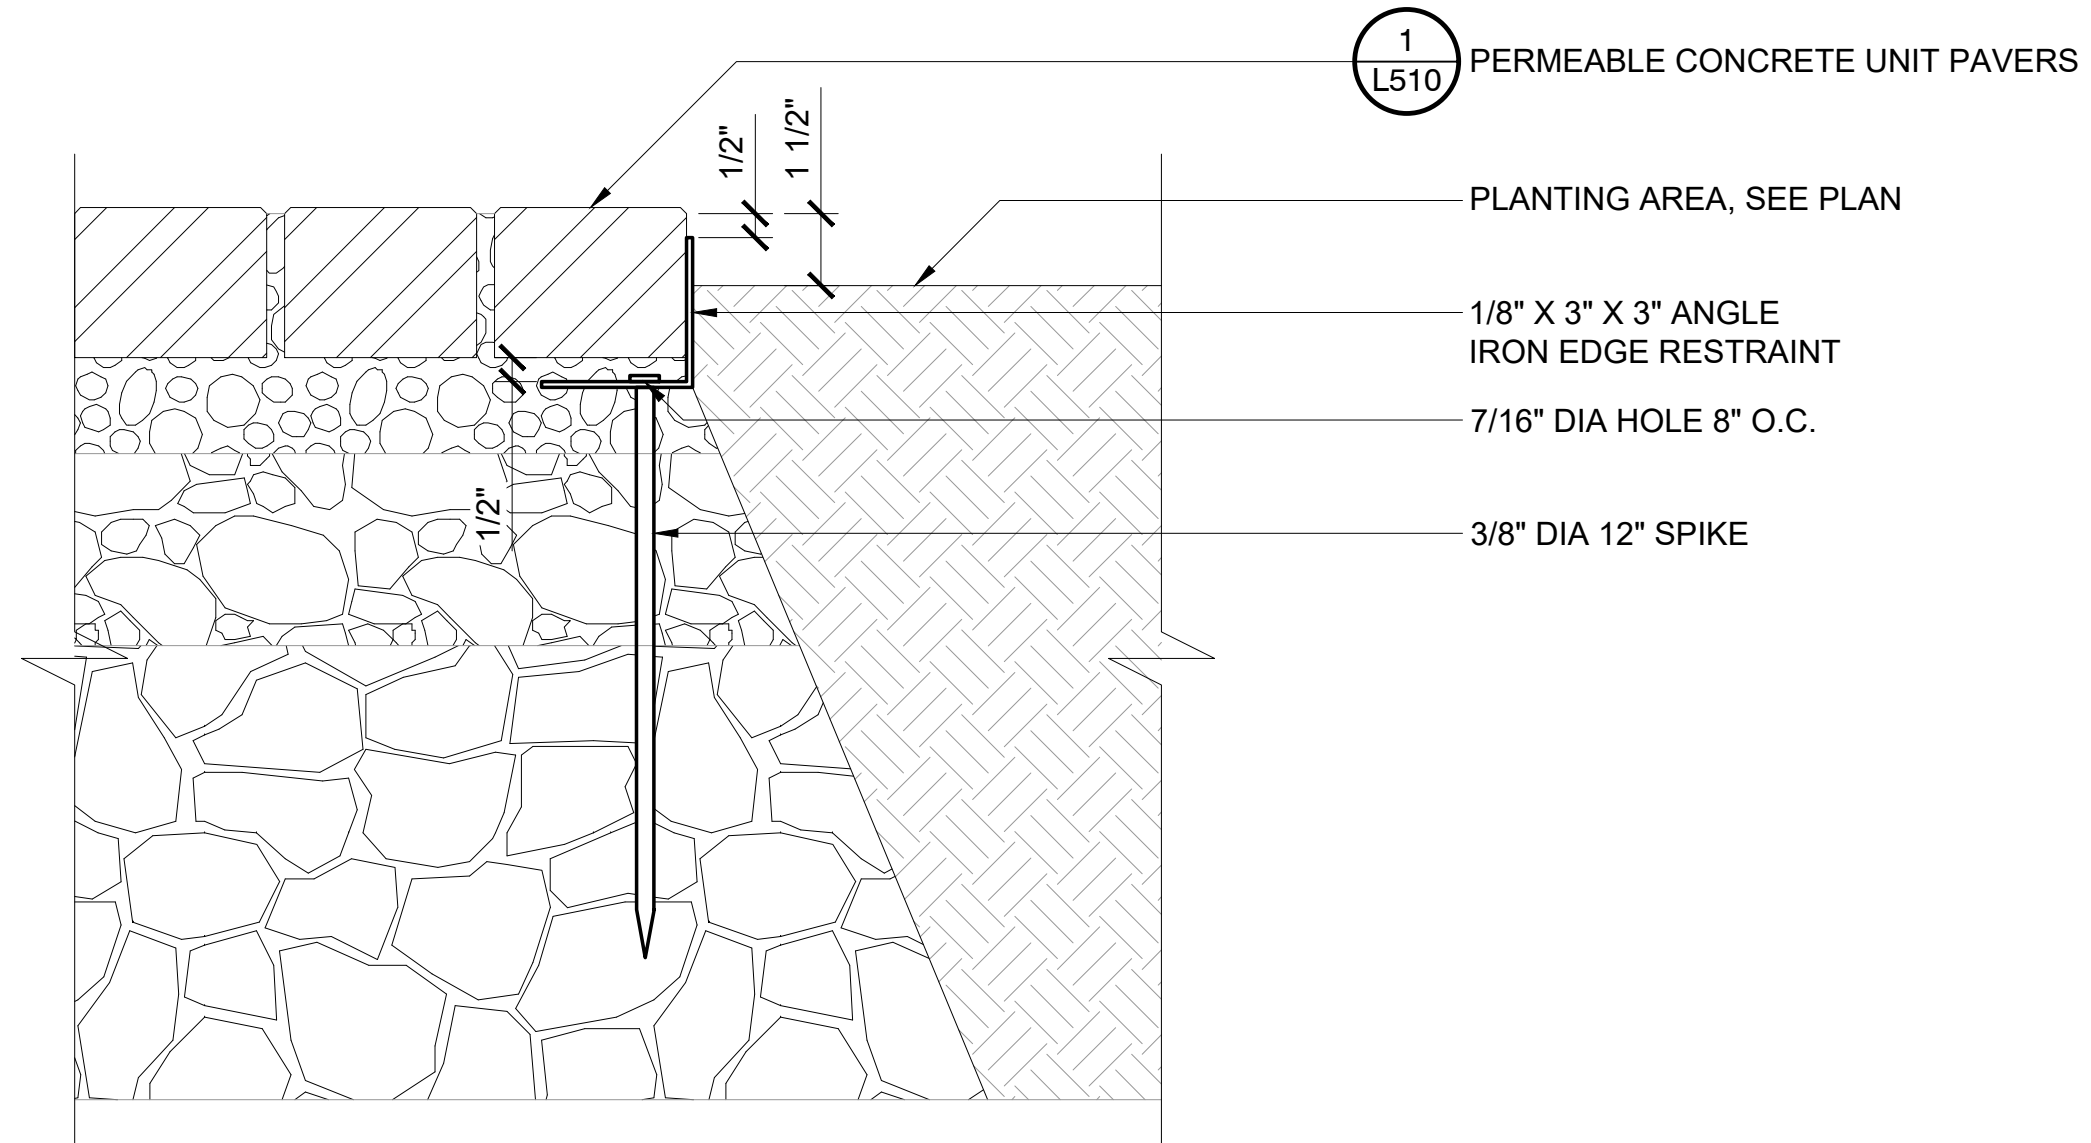 1
L510
PERMEABLE CONCRETE UNIT PAVERS
1/2"
1 1/2"
PLANTING AREA, SEE PLAN
1/8" X 3" X 3" ANGLE
IRON EDGE RESTRAINT
7/16" DIA HOLE 8" O.C.
1/2"
3/8" DIA 12" SPIKE